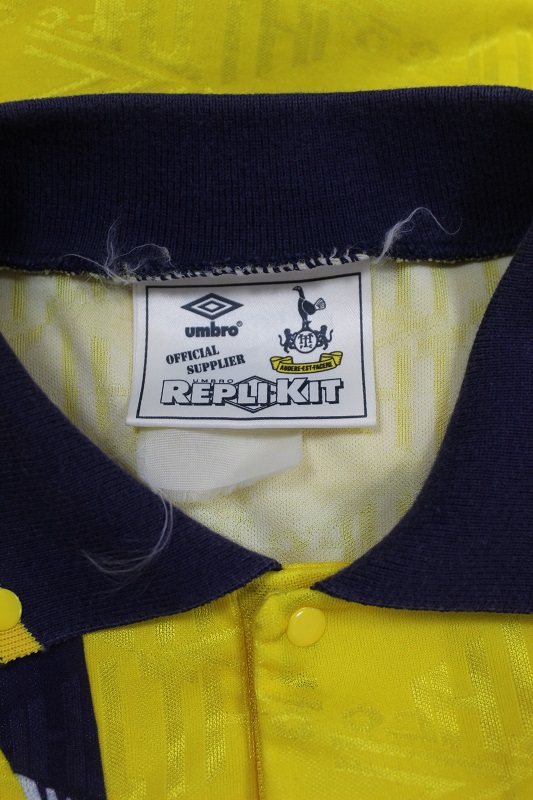 umbro
OFFICIAL
SUPPLIER
AUDERE·EST·FACERE
UMBRO
REPLI·KIT